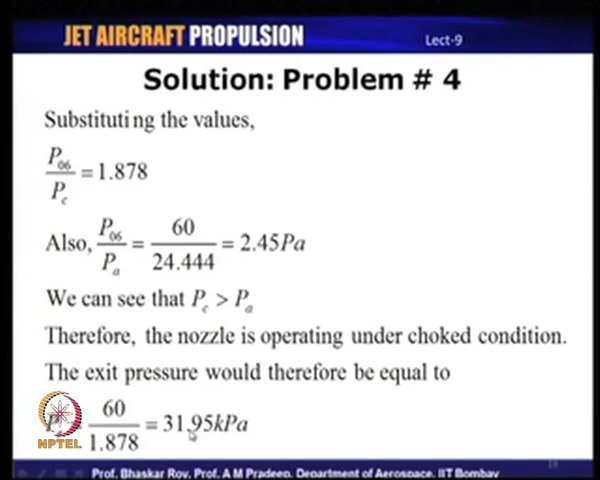 JET AIRCRAFT PROPULSION Lect-9
Solution: Problem # 4
Substituting the values,
P06/Pc = 1.878
Also, P06/Pa = 60/24.444 = 2.45Pa
We can see that Pc > Pa
Therefore, the nozzle is operating under choked condition.
The exit pressure would therefore be equal to
60/1.878 = 31.95kPa
NPTEL
Prof. Bhaskar Roy, Prof. A M Pradeep, Department of Aerospace, IIT Bombay